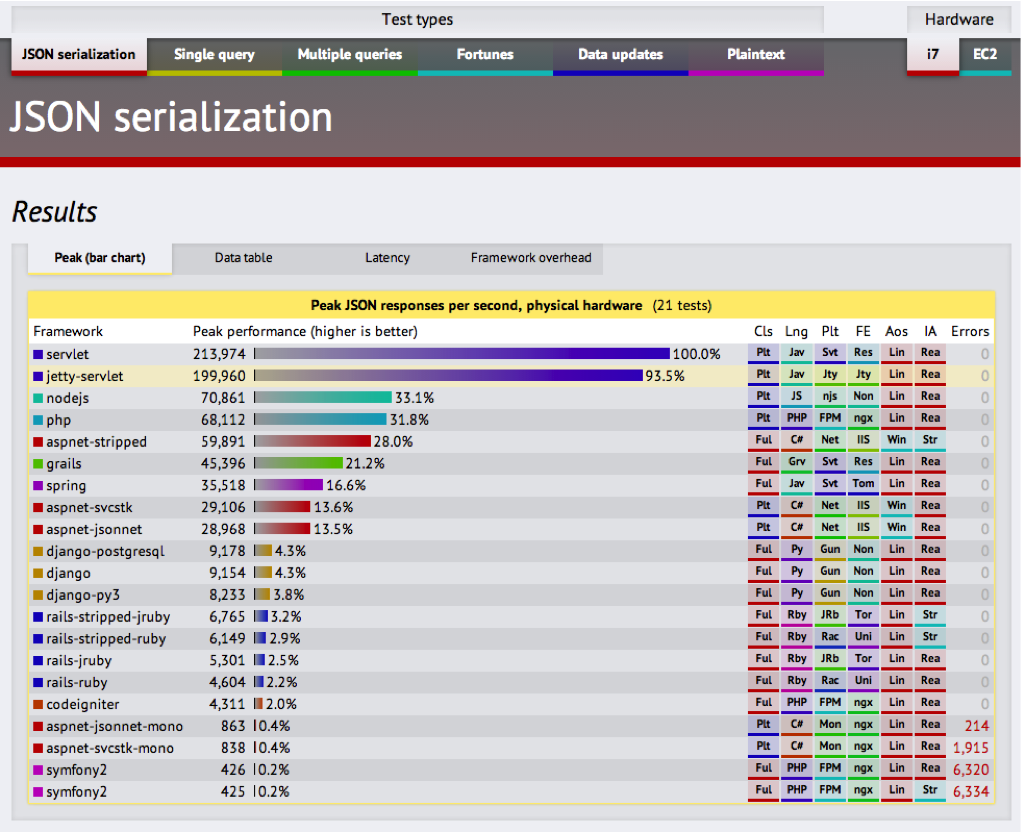 Test types Hardware
JSON serialization Single query Multiple queries Fortunes Data updates Plaintext i7 EC2
JSON serialization
Results
Peak (bar chart) Data table Latency Framework overhead
Peak JSON responses per second, physical hardware (21 tests)
Framework Peak performance (higher is better) Cls Lng Plt FE Aos IA Errors
servlet 213,974 100.0% Plt Jav Svt Res Lin Rea 0
jetty-servlet 199,960 93.5% Plt Jav Jty Jty Lin Rea 0
nodejs 70,861 33.1% Plt JS njs Non Lin Rea 0
php 68,112 31.8% Plt PHP FPM ngx Lin Rea 0
aspnet-stripped 59,891 28.0% Ful C# Net IIS Win Str 0
grails 45,396 21.2% Ful Grv Svt Res Lin Rea 0
spring 35,518 16.6% Ful Jav Svt Tom Lin Rea 0
aspnet-svcstk 29,106 13.6% Plt C# Net IIS Win Rea 0
aspnet-jsonnet 28,968 13.5% Plt C# Net IIS Win Rea 0
django-postgresql 9,178 4.3% Ful Py Gun Non Lin Rea 0
django 9,154 4.3% Ful Py Gun Non Lin Rea 0
django-py3 8,233 3.8% Ful Py Gun Non Lin Rea 0
rails-stripped-jruby 6,765 3.2% Ful Rby JRb Tor Lin Str 0
rails-stripped-ruby 6,149 2.9% Ful Rby Rac Uni Lin Str 0
rails-jruby 5,301 2.5% Ful Rby JRb Tor Lin Rea 0
rails-ruby 4,604 2.2% Ful Rby Rac Uni Lin Rea 0
codeigniter 4,311 2.0% Ful PHP FPM ngx Lin Rea 0
aspnet-jsonnet-mono 863 0.4% Plt C# Mon ngx Lin Rea 214
aspnet-svcstk-mono 838 0.4% Plt C# Mon ngx Lin Rea 1,915
symfony2 426 0.2% Ful PHP FPM ngx Lin Rea 6,320
symfony2 425 0.2% Ful PHP FPM ngx Lin Str 6,334